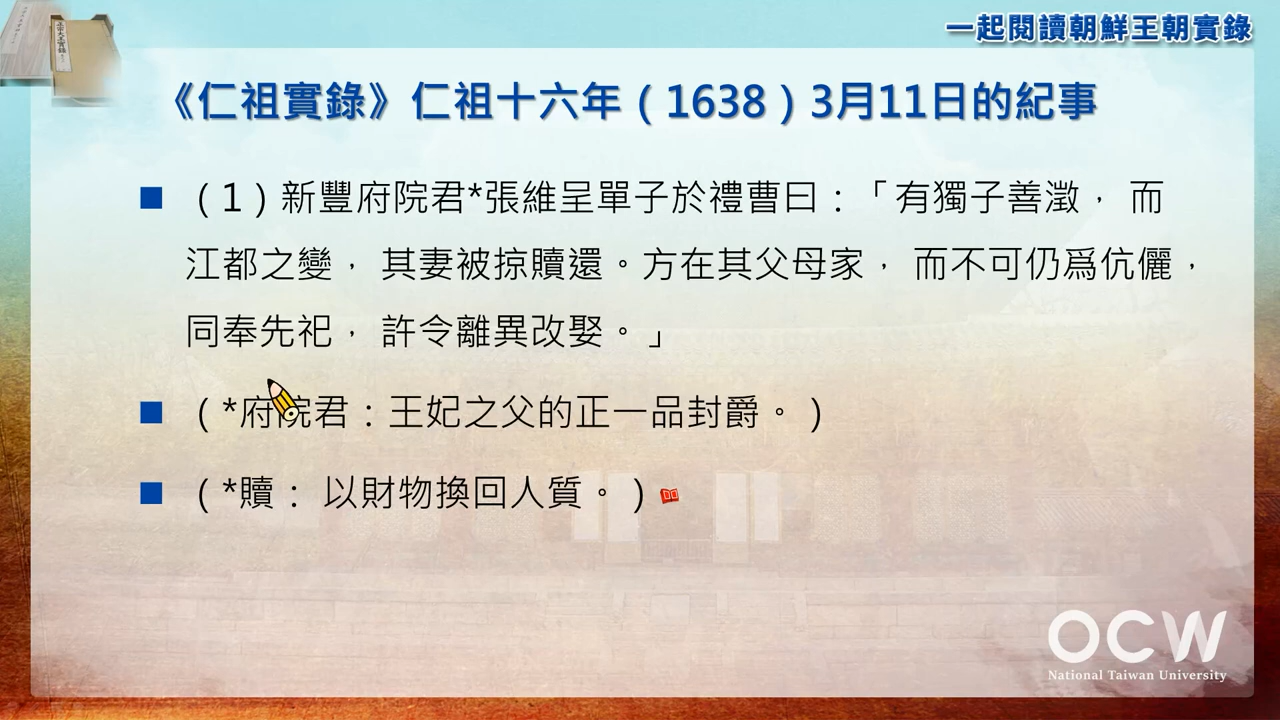 一起閱讀朝鮮王朝實錄
《仁祖實錄》仁祖十六年（1638）3月11日的紀事
（1）新豐府院君*張維呈單子於禮曹曰：「有獨子善澂， 而
江都之變， 其妻被掠贖還。方在其父母家， 而不可仍爲伉儷，
同奉先祀， 許令離異改娶。」
（*府院君：王妃之父的正一品封爵。）
（*贖： 以財物換回人質。）
OCW
National Taiwan University